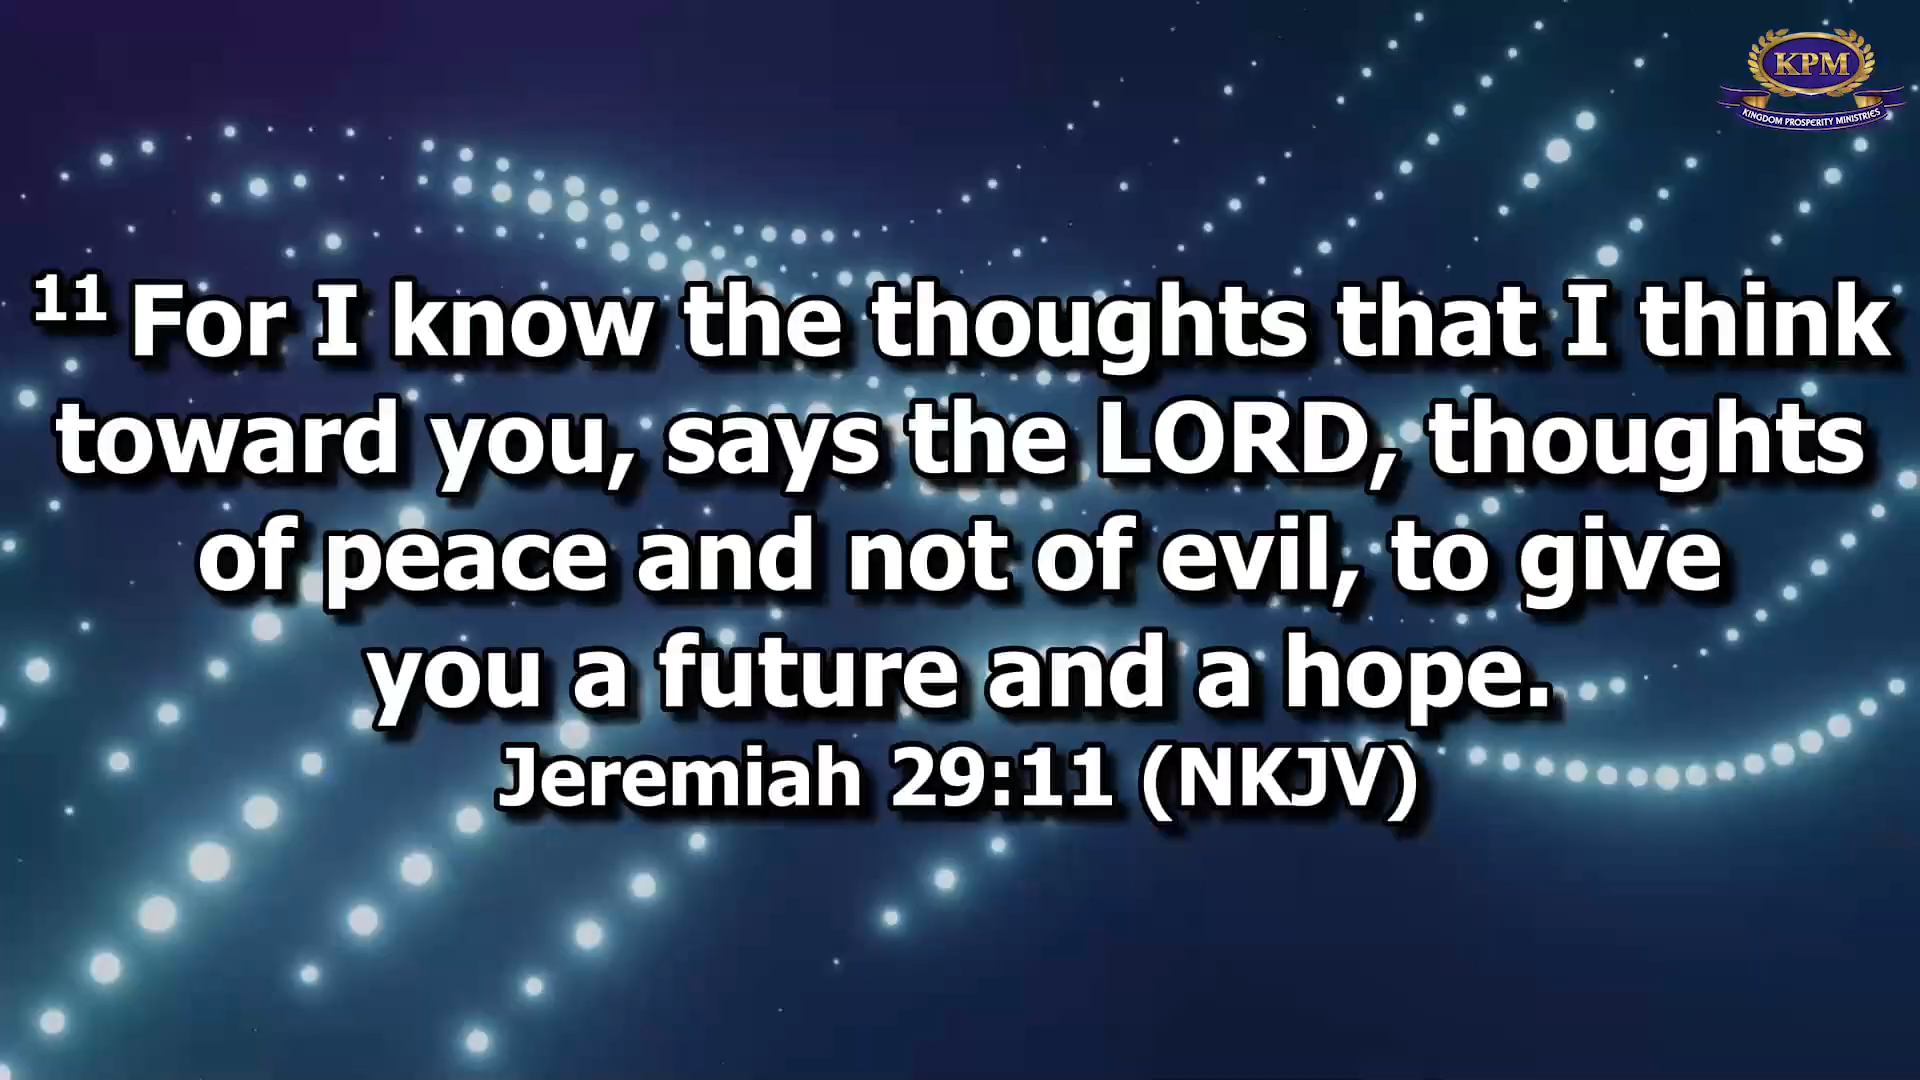 KPM
KINGDOM PROSPERITY MINISTRIES
11 For I know the thoughts that I think
toward you, says the LORD, thoughts
of peace and not of evil, to give
you a future and a hope.
Jeremiah 29:11 (NKJV)